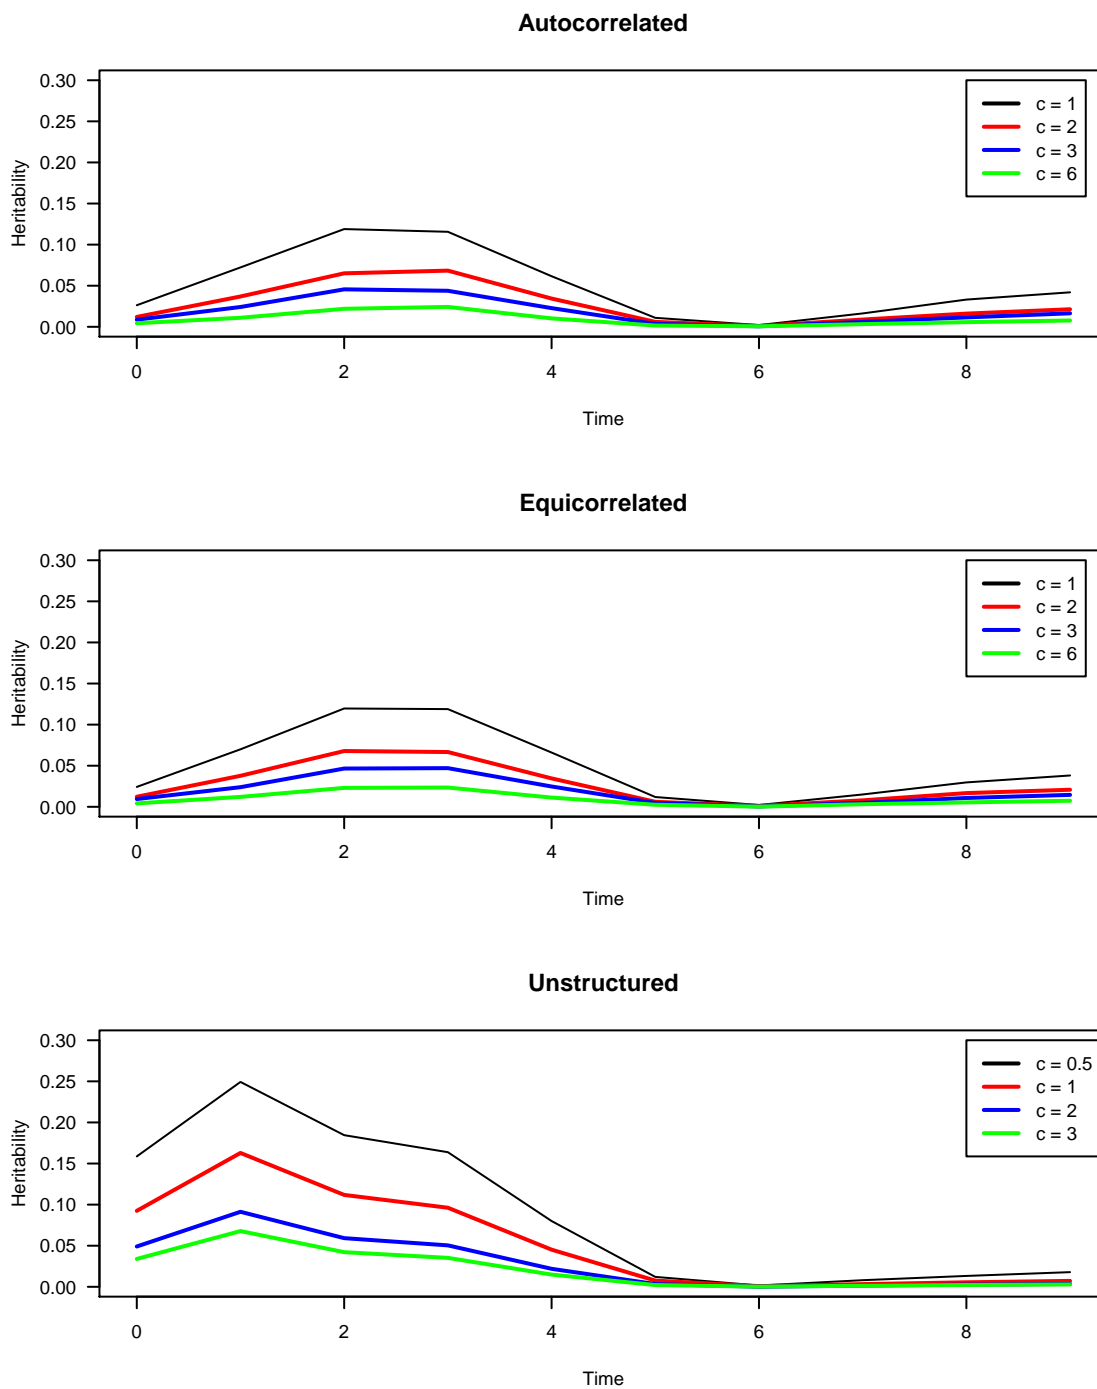 Autocorrelated
Heritability
0.30
0.25
0.20
0.15
0.10
0.05
0.00
c = 1
c = 2
c = 3
c = 6
0 2 4 6 8
Time
Equicorrelated
Heritability
0.30
0.25
0.20
0.15
0.10
0.05
0.00
c = 1
c = 2
c = 3
c = 6
0 2 4 6 8
Time
Unstructured
Heritability
0.30
0.25
0.20
0.15
0.10
0.05
0.00
c = 0.5
c = 1
c = 2
c = 3
0 2 4 6 8
Time